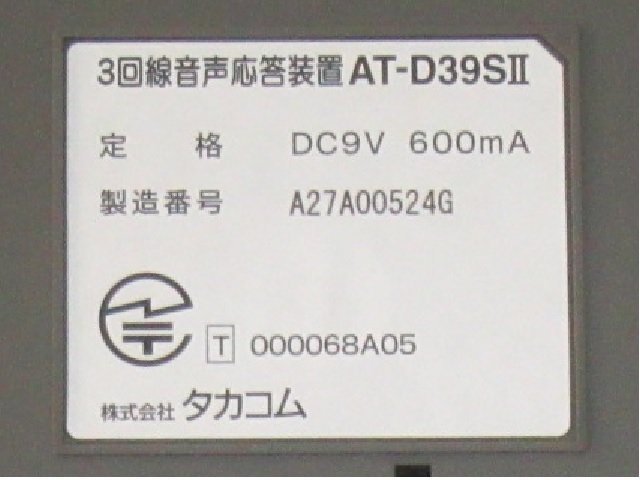 3回線音声応答装置 AT-D39SⅡ
定格 DC9V 600mA
製造番号 A27A00524G
T 000068A05
株式会社 タカコム